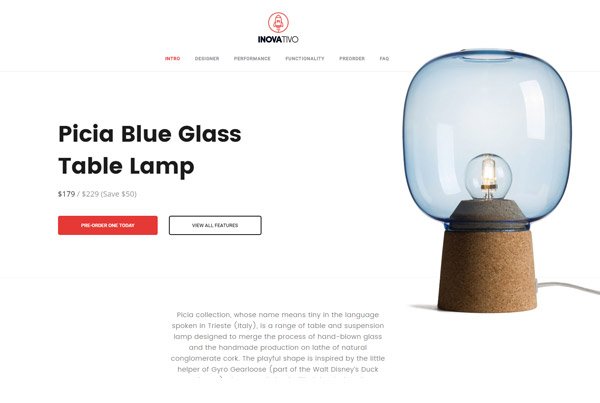 INOVATIVO
INTRO DESIGNER PERFORMANCE FUNCTIONALITY PREORDER FAQ
Picia Blue Glass
Table Lamp
$179 / $229 (Save $50)
PRE-ORDER ONE TODAY VIEW ALL FEATURES
Picia collection, whose name means tiny in the language
spoken in Trieste (Italy), is a range of table and suspension
lamp designed to merge the process of hand-blown glass
and the handmade production on lathe of natural
conglomerate cork. The playful shape is inspired by the little
helper of Gyro Gearloose (part of the Walt Disney's Duck